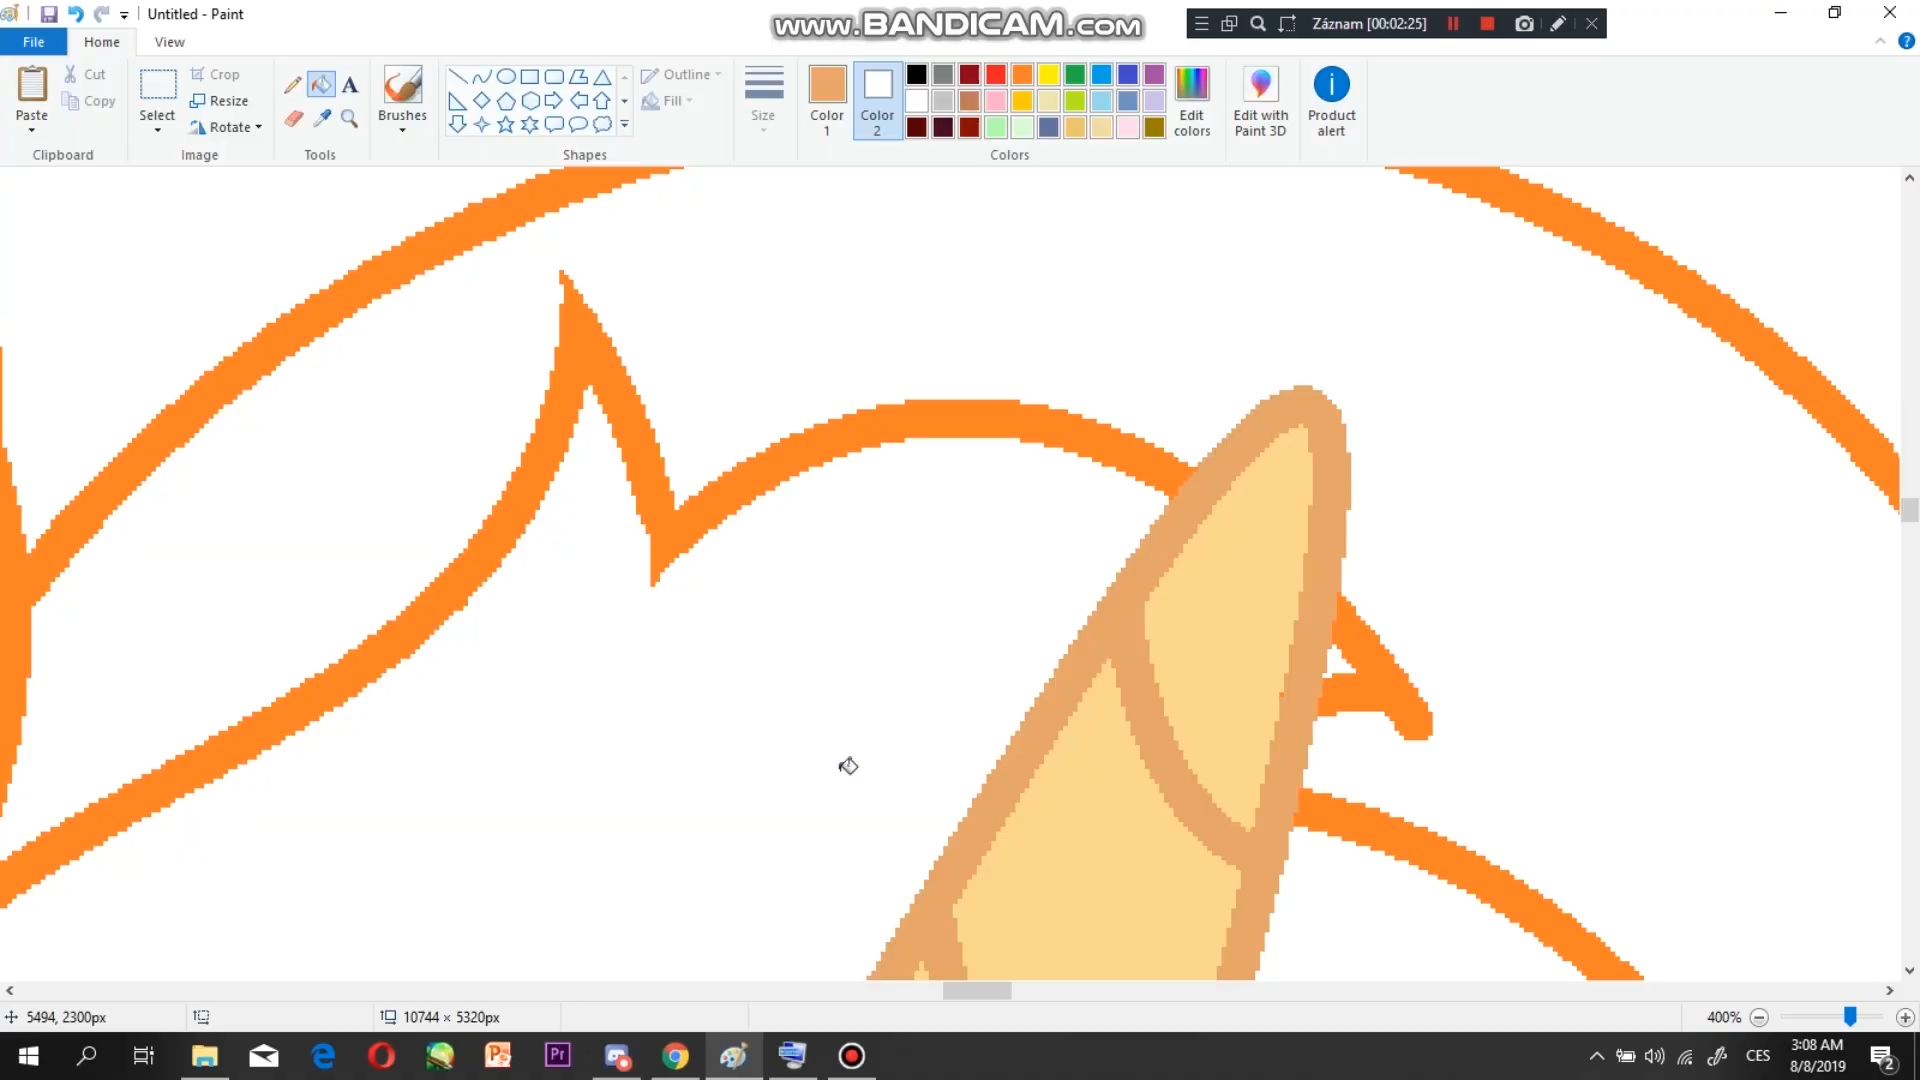 Untitled - Paint
www.BANDICAM.com
Záznam [00:02:25]
File
Home
View
Paste
Cut
Copy
Clipboard
Select
Crop
Resize
Rotate
Image
Tools
Brushes
Shapes
Outline
Fill
Size
Color 1
Color 2
Colors
Edit colors
Edit with Paint 3D
Product alert
5494, 2300px
10744 × 5320px
400%
CES
3:08 AM
8/8/2019
2